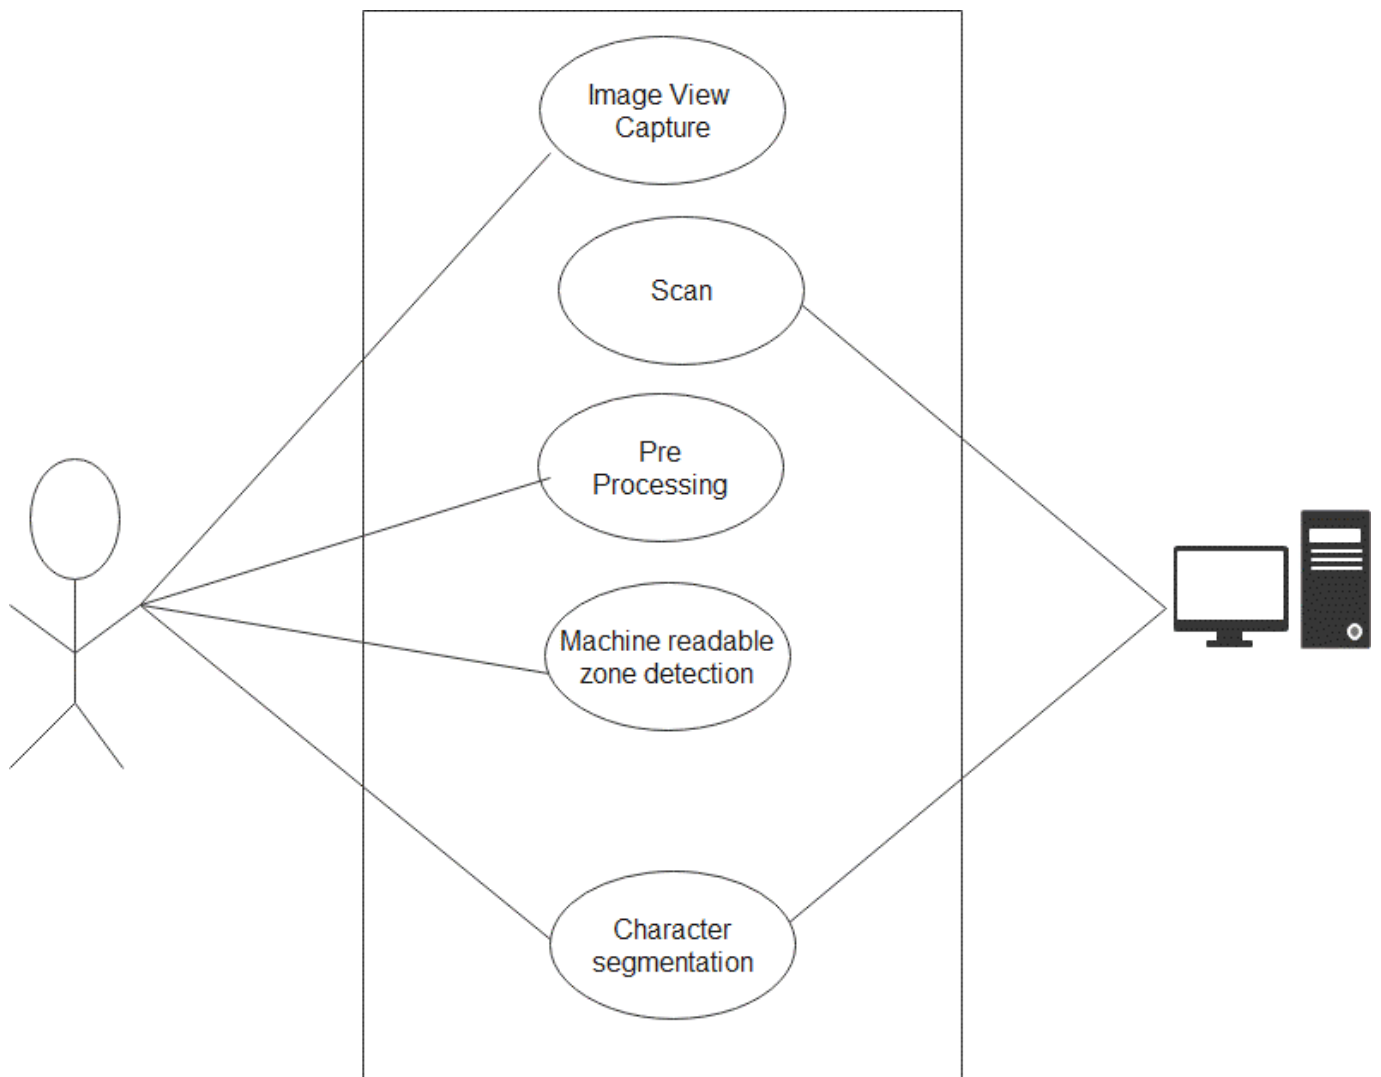 Image View
Capture
Scan
Pre
Processing
Machine readable
zone detection
Character
segmentation